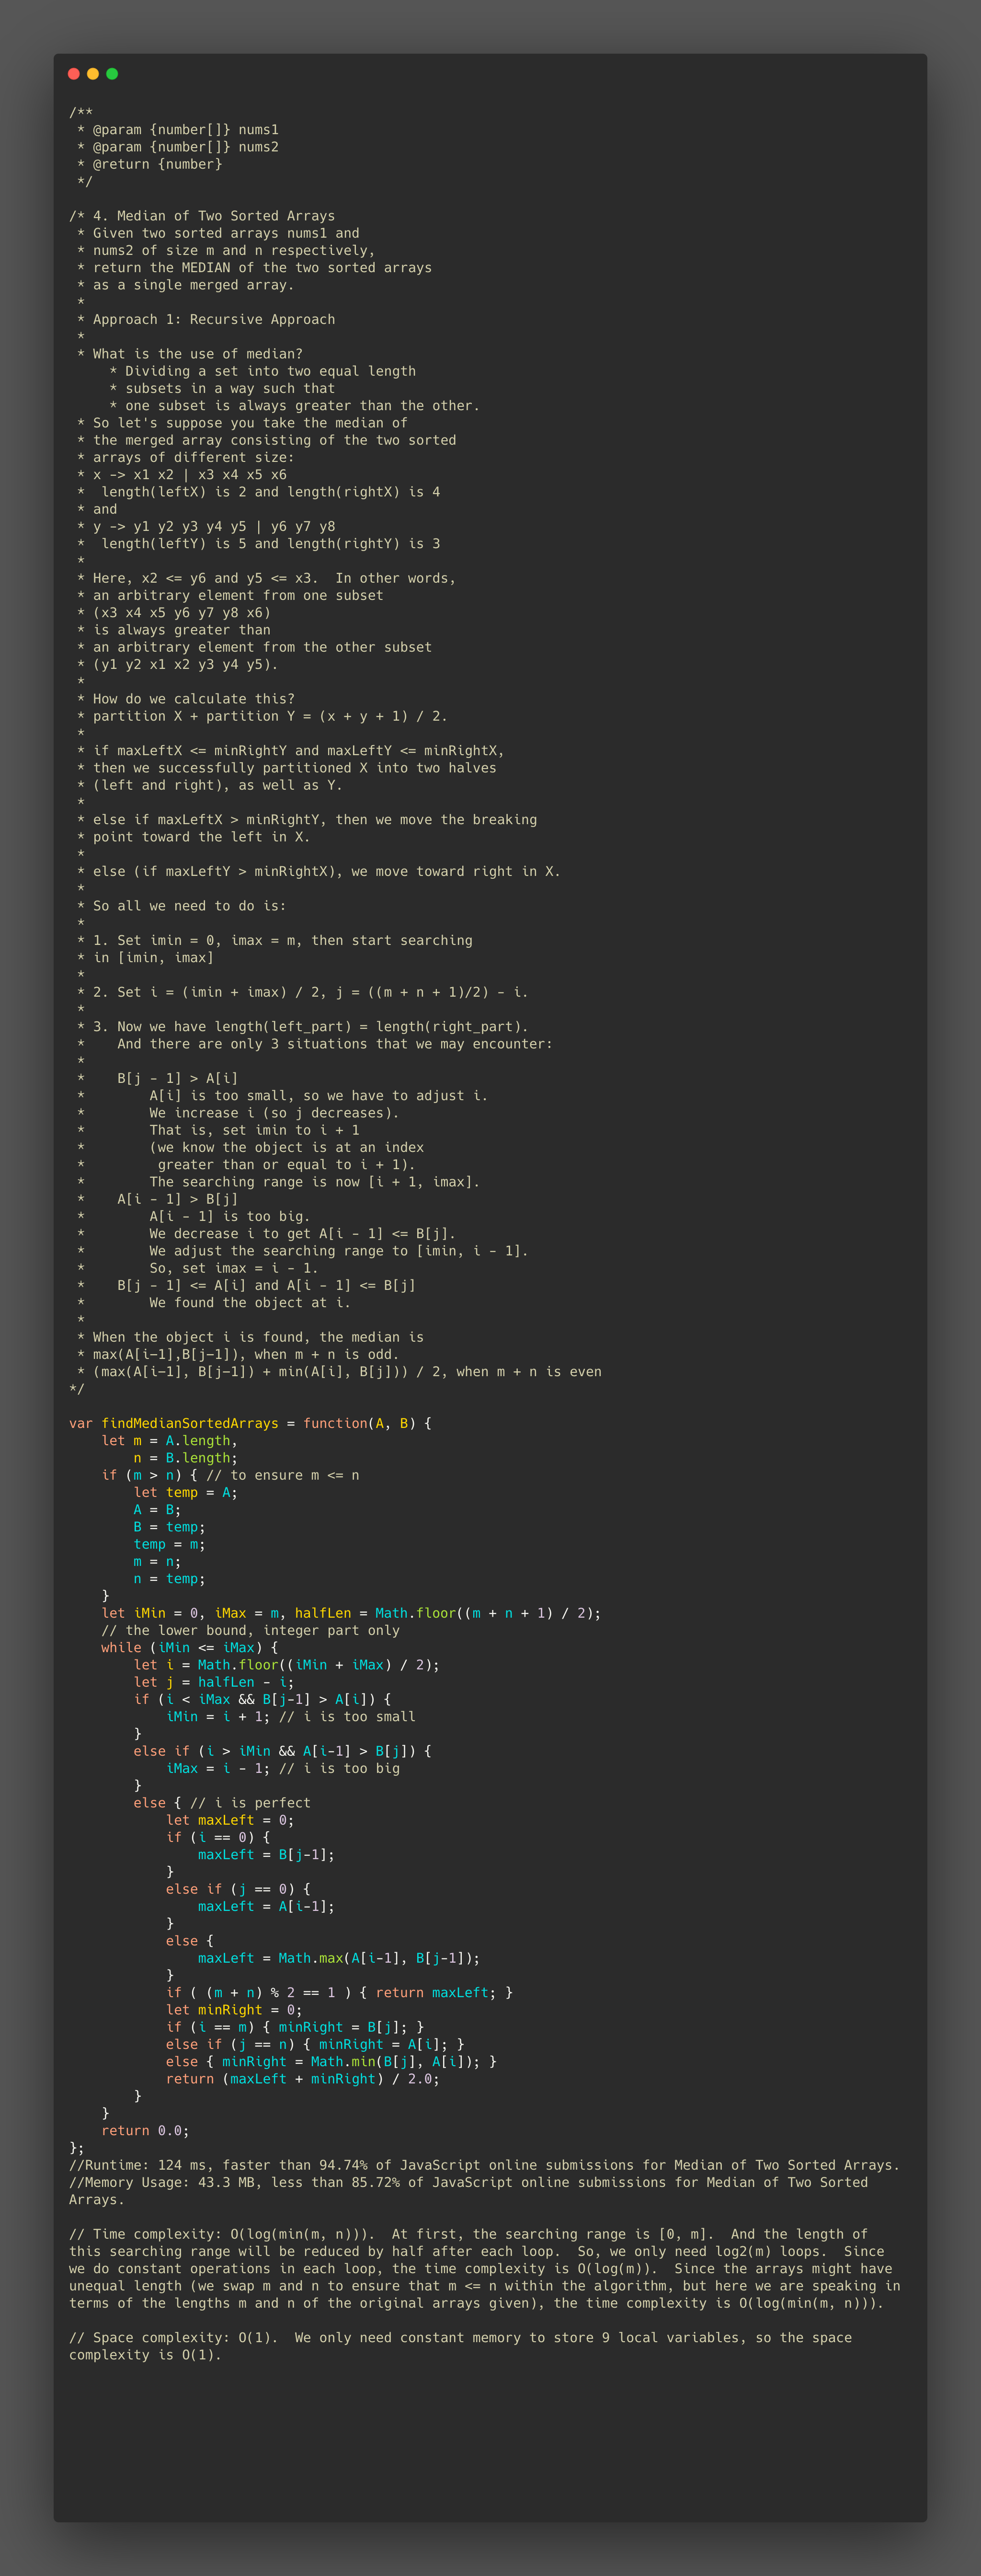 /**
 * @param {number[]} nums1
 * @param {number[]} nums2
 * @return {number}
 */

/* 4. Median of Two Sorted Arrays
 * Given two sorted arrays nums1 and
 * nums2 of size m and n respectively,
 * return the MEDIAN of the two sorted arrays
 * as a single merged array.
 *
 * Approach 1: Recursive Approach
 *
 * What is the use of median?
     * Dividing a set into two equal length
     * subsets in a way such that
     * one subset is always greater than the other.
 * So let's suppose you take the median of
 * the merged array consisting of the two sorted
 * arrays of different size:
 * x -> x1 x2 | x3 x4 x5 x6
 *  length(leftX) is 2 and length(rightX) is 4
 * and
 * y -> y1 y2 y3 y4 y5 | y6 y7 y8
 *  length(leftY) is 5 and length(rightY) is 3
 *
 * Here, x2 <= y6 and y5 <= x3.  In other words,
 * an arbitrary element from one subset
 * (x3 x4 x5 y6 y7 y8 x6)
 * is always greater than
 * an arbitrary element from the other subset
 * (y1 y2 x1 x2 y3 y4 y5).
 *
 * How do we calculate this?
 * partition X + partition Y = (x + y + 1) / 2.
 *
 * if maxLeftX <= minRightY and maxLeftY <= minRightX,
 * then we successfully partitioned X into two halves
 * (left and right), as well as Y.
 *
 * else if maxLeftX > minRightY, then we move the breaking
 * point toward the left in X.
 *
 * else (if maxLeftY > minRightX), we move toward right in X.
 *
 * So all we need to do is:
 *
 * 1. Set imin = 0, imax = m, then start searching
 * in [imin, imax]
 *
 * 2. Set i = (imin + imax) / 2, j = ((m + n + 1)/2) - i.
 *
 * 3. Now we have length(left_part) = length(right_part).
 *    And there are only 3 situations that we may encounter:
 *
 *    B[j - 1] > A[i]
 *        A[i] is too small, so we have to adjust i.
 *        We increase i (so j decreases).
 *        That is, set imin to i + 1
 *        (we know the object is at an index
 *         greater than or equal to i + 1).
 *        The searching range is now [i + 1, imax].
 *    A[i - 1] > B[j]
 *        A[i - 1] is too big.
 *        We decrease i to get A[i - 1] <= B[j].
 *        We adjust the searching range to [imin, i - 1].
 *        So, set imax = i - 1.
 *    B[j - 1] <= A[i] and A[i - 1] <= B[j]
 *        We found the object at i.
 *
 * When the object i is found, the median is
 * max(A[i-1],B[j-1]), when m + n is odd.
 * (max(A[i-1], B[j-1]) + min(A[i], B[j])) / 2, when m + n is even
*/

var findMedianSortedArrays = function(A, B) {
    let m = A.length,
        n = B.length;
    if (m > n) { // to ensure m <= n
        let temp = A;
        A = B;
        B = temp;
        temp = m;
        m = n;
        n = temp;
    }
    let iMin = 0, iMax = m, halfLen = Math.floor((m + n + 1) / 2);
    // the lower bound, integer part only
    while (iMin <= iMax) {
        let i = Math.floor((iMin + iMax) / 2);
        let j = halfLen - i;
        if (i < iMax && B[j-1] > A[i]) {
            iMin = i + 1; // i is too small
        }
        else if (i > iMin && A[i-1] > B[j]) {
            iMax = i - 1; // i is too big
        }
        else { // i is perfect
            let maxLeft = 0;
            if (i == 0) {
                maxLeft = B[j-1];
            }
            else if (j == 0) {
                maxLeft = A[i-1];
            }
            else {
                maxLeft = Math.max(A[i-1], B[j-1]);
            }
            if ( (m + n) % 2 == 1 ) { return maxLeft; }
            let minRight = 0;
            if (i == m) { minRight = B[j]; }
            else if (j == n) { minRight = A[i]; }
            else { minRight = Math.min(B[j], A[i]); }
            return (maxLeft + minRight) / 2.0;
        }
    }
    return 0.0;
};
//Runtime: 124 ms, faster than 94.74% of JavaScript online submissions for Median of Two Sorted Arrays.
//Memory Usage: 43.3 MB, less than 85.72% of JavaScript online submissions for Median of Two Sorted
Arrays.

// Time complexity: O(log(min(m, n))).  At first, the searching range is [0, m].  And the length of
this searching range will be reduced by half after each loop.  So, we only need log2(m) loops.  Since
we do constant operations in each loop, the time complexity is O(log(m)).  Since the arrays might have
unequal length (we swap m and n to ensure that m <= n within the algorithm, but here we are speaking in
terms of the lengths m and n of the original arrays given), the time complexity is O(log(min(m, n))).

// Space complexity: O(1).  We only need constant memory to store 9 local variables, so the space
complexity is O(1).